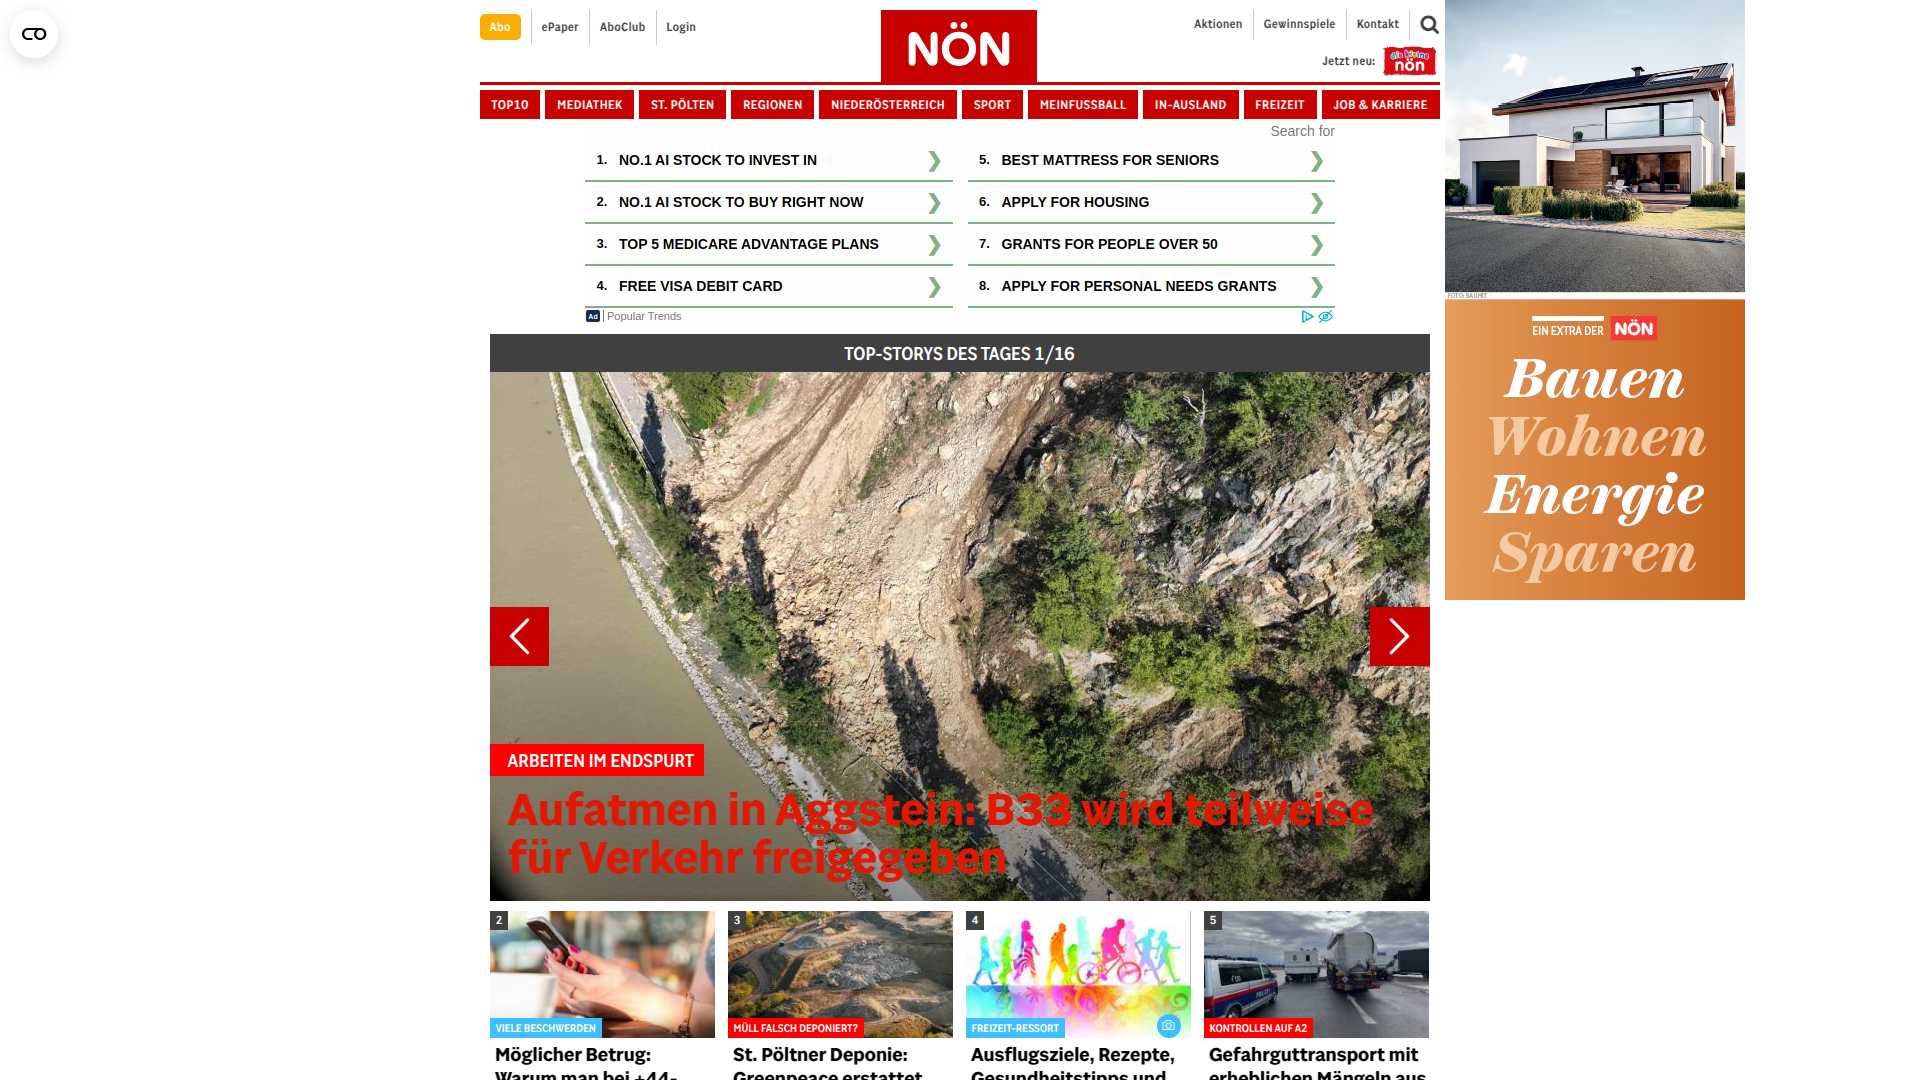 Abo
ePaper
AboClub
Login
NÖN
Aktionen
Gewinnspiele
Kontakt
Jetzt neu:
die kleine
nön
TOP10
MEDIATHEK
ST. PÖLTEN
REGIONEN
NIEDERÖSTERREICH
SPORT
MEINFUSSBALL
IN-AUSLAND
FREIZEIT
JOB & KARRIERE
Search for
1. NO.1 AI STOCK TO INVEST IN
2. NO.1 AI STOCK TO BUY RIGHT NOW
3. TOP 5 MEDICARE ADVANTAGE PLANS
4. FREE VISA DEBIT CARD
5. BEST MATTRESS FOR SENIORS
6. APPLY FOR HOUSING
7. GRANTS FOR PEOPLE OVER 50
8. APPLY FOR PERSONAL NEEDS GRANTS
Ad | Popular Trends
FOTO: BAUMIT
EIN EXTRA DER NÖN
Bauen
Wohnen
Energie
Sparen
TOP-STORYS DES TAGES 1/16
ARBEITEN IM ENDSPURT
Aufatmen in Aggstein: B33 wird teilweise
für Verkehr freigegeben
2
VIELE BESCHWERDEN
Möglicher Betrug:
Warum man bei +44-
3
MÜLL FALSCH DEPONIERT?
St. Pöltner Deponie:
Greenpeace erstattet
4
FREIZEIT-RESSORT
Ausflugsziele, Rezepte,
Gesundheitstipps und
5
KONTROLLEN AUF A2
Gefahrguttransport mit
erheblichen Mängeln aus